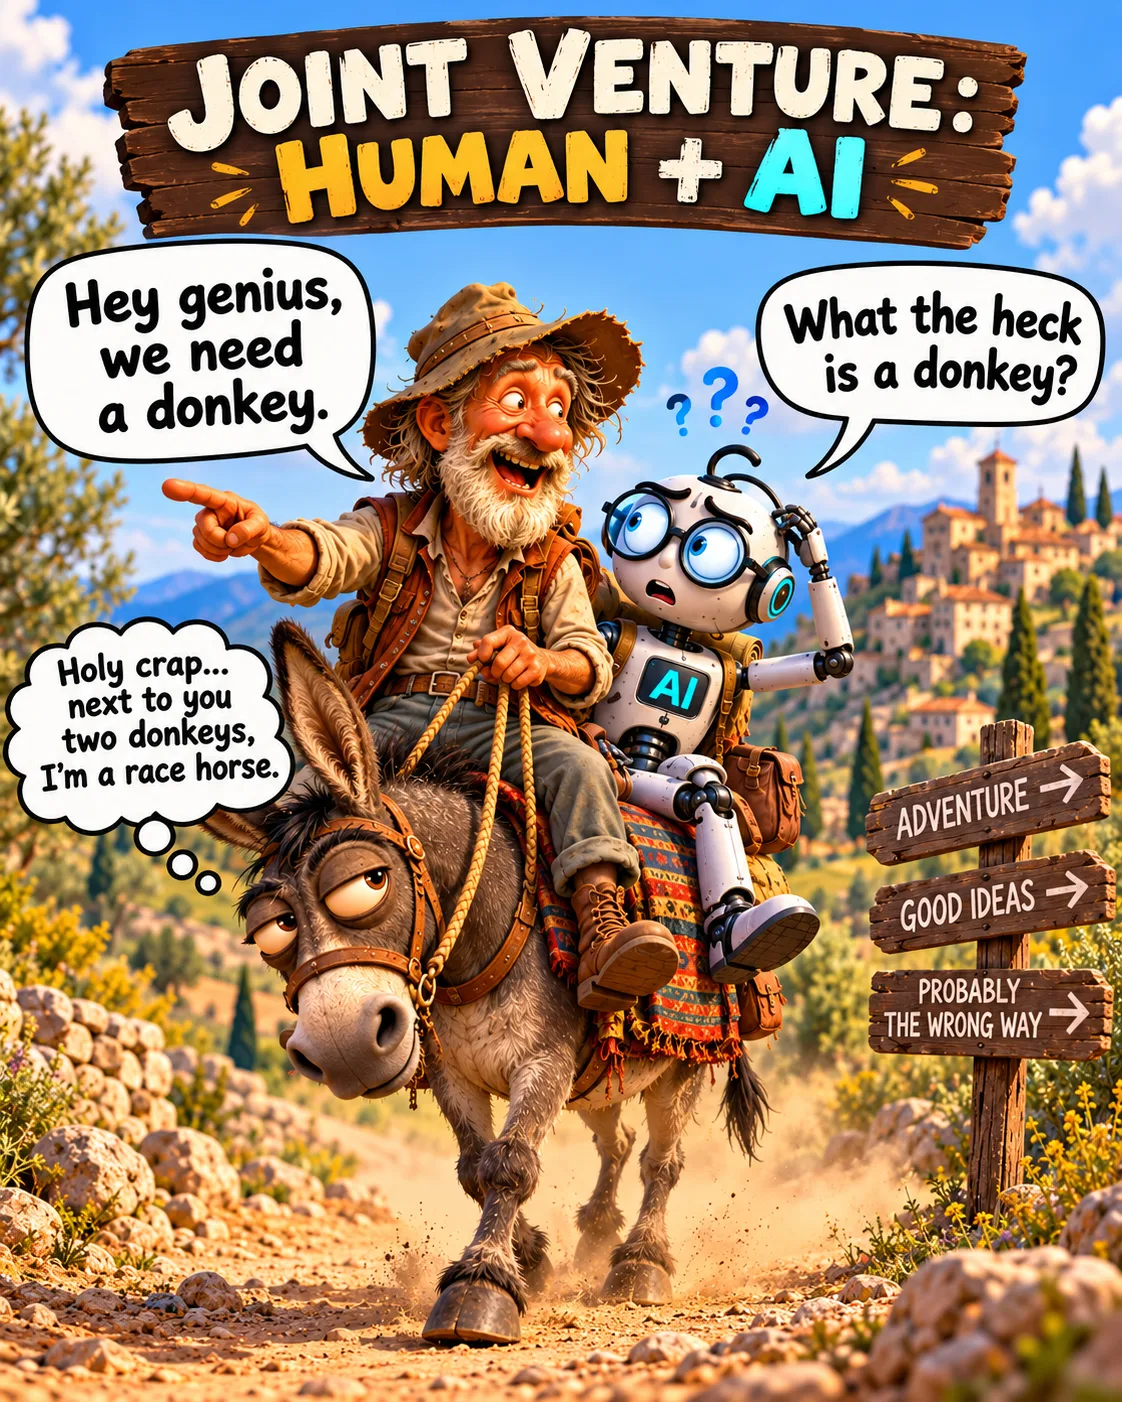 JOINT VENTURE:
HUMAN + AI
Hey genius,
we need
a donkey.
What the heck
is a donkey?
???
Holy crap...
next to you
two donkeys,
I'm a race horse.
AI
ADVENTURE →
GOOD IDEAS →
PROBABLY
THE WRONG WAY →